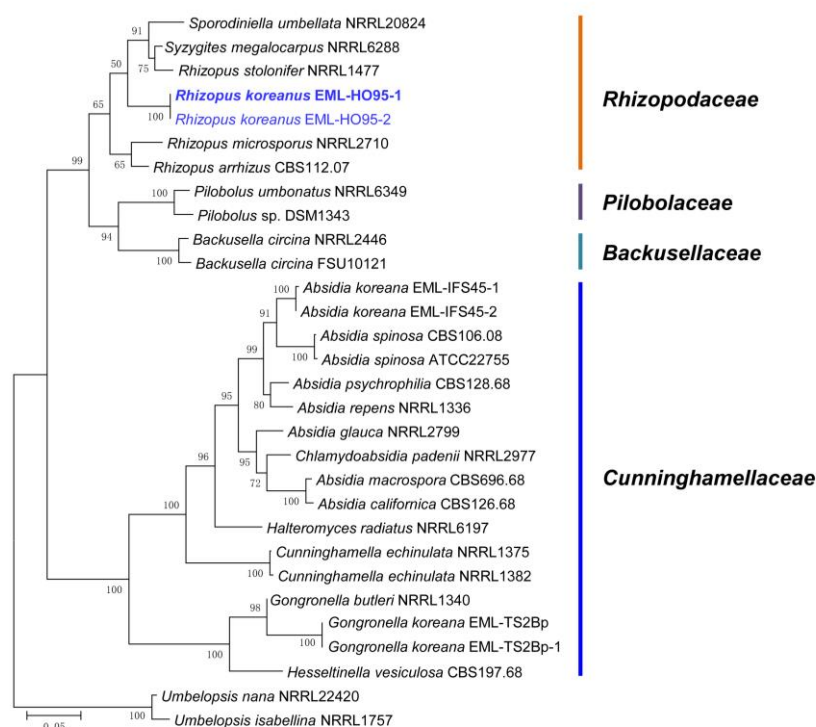 Sporodiniella umbellata NRRL20824
91
Syzygites megalocarpus NRRL6288
50
75
Rhizopus stolonifer NRRL1477
Rhizopus koreanus EML-HO95-1
65
100
Rhizopus koreanus EML-HO95-2
Rhizopodaceae
Rhizopus microsporus NRRL2710
99
65
Rhizopus arrhizus CBS112.07
100
Pilobolus umbonatus NRRL6349
Pilobolus sp. DSM1343
Pilobolaceae
94
Backusella circina NRRL2446
100
Backusella circina FSU10121
Backusellaceae
100
Absidia koreana EML-IFS45-1
91
Absidia koreana EML-IFS45-2
Absidia spinosa CBS106.08
99
100
Absidia spinosa ATCC22755
Absidia psychrophilia CBS128.68
95
80
Absidia repens NRRL1336
Absidia glauca NRRL2799
96
95
Chlamydoabsidia padenii NRRL2977
72
Absidia macrospora CBS696.68
100
Absidia californica CBS126.68
Cunninghamellaceae
100
Halteromyces radiatus NRRL6197
Cunninghamella echinulata NRRL1375
100
Cunninghamella echinulata NRRL1382
100
Gongronella butleri NRRL1340
98
Gongronella koreana EML-TS2Bp
100
Gongronella koreana EML-TS2Bp-1
100
Hesseltinella vesiculosa CBS197.68
Umbelopsis nana NRRL22420
100
Umbelopsis isabellina NRRL1757
0.05